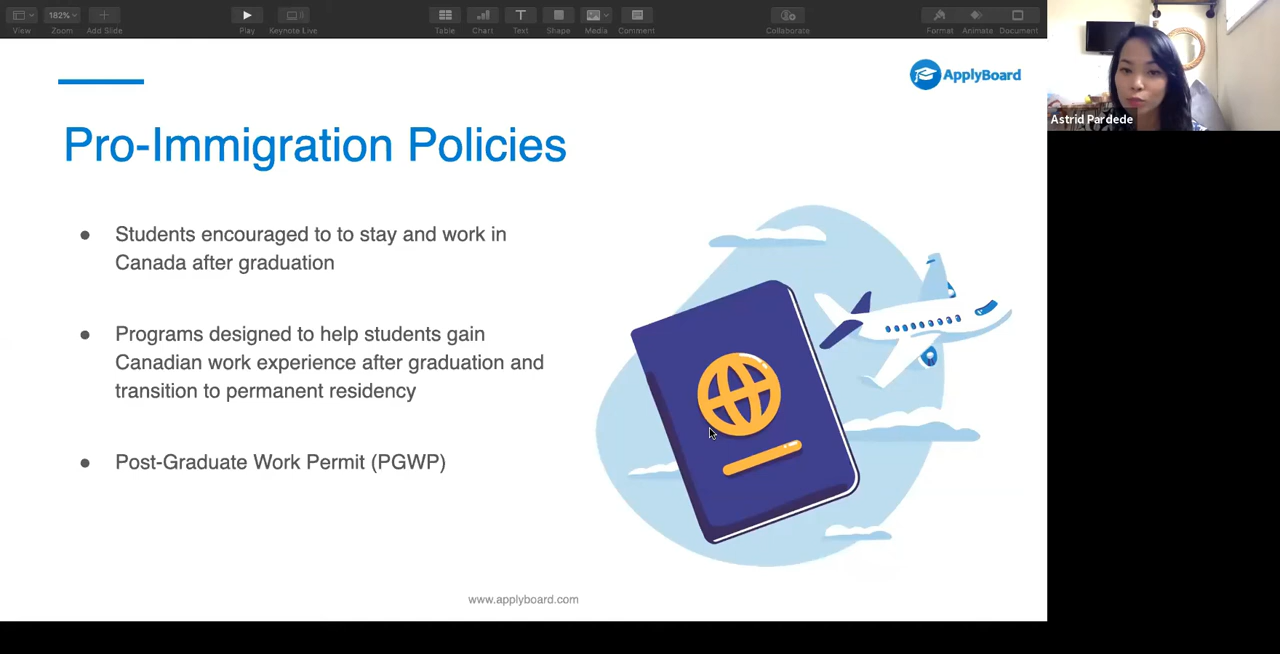 View
182%
Zoom
Add Slide
Play
Keynote Live
Table
Chart
Text
Shape
Media
Comment
Collaborate
Format
Animate
Document
ApplyBoard
Astrid Pardede
Pro-Immigration Policies
● Students encouraged to to stay and work in
Canada after graduation
● Programs designed to help students gain
Canadian work experience after graduation and
transition to permanent residency
● Post-Graduate Work Permit (PGWP)
www.applyboard.com